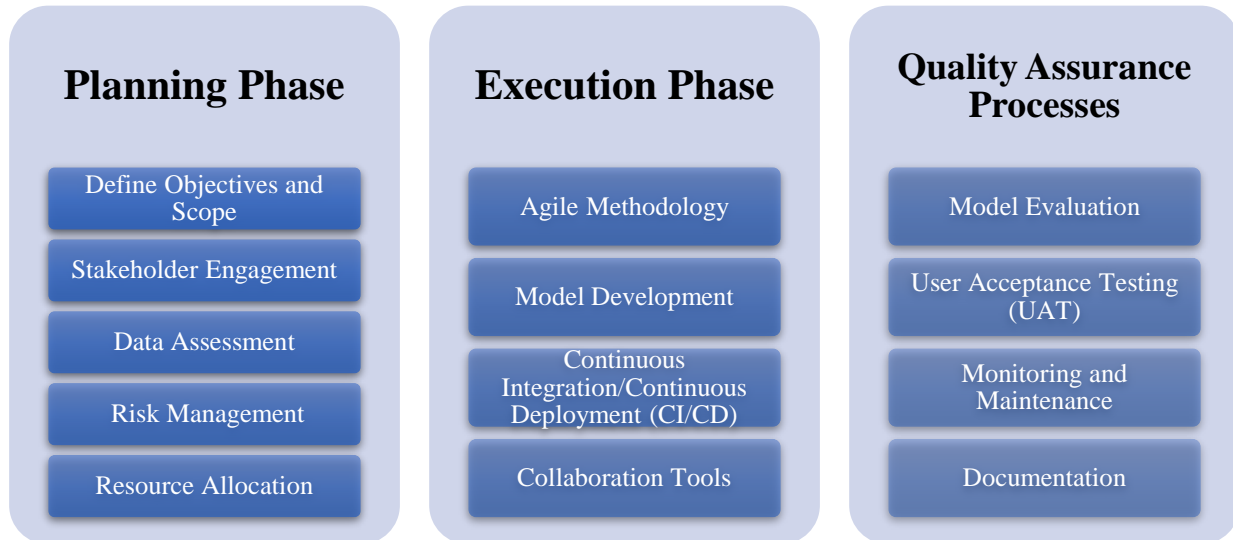 Planning Phase
Define Objectives and
Scope
Stakeholder Engagement
Data Assessment
Risk Management
Resource Allocation
Execution Phase
Agile Methodology
Model Development
Continuous
Integration/Continuous
Deployment (CI/CD)
Collaboration Tools
Quality Assurance
Processes
Model Evaluation
User Acceptance Testing
(UAT)
Monitoring and
Maintenance
Documentation